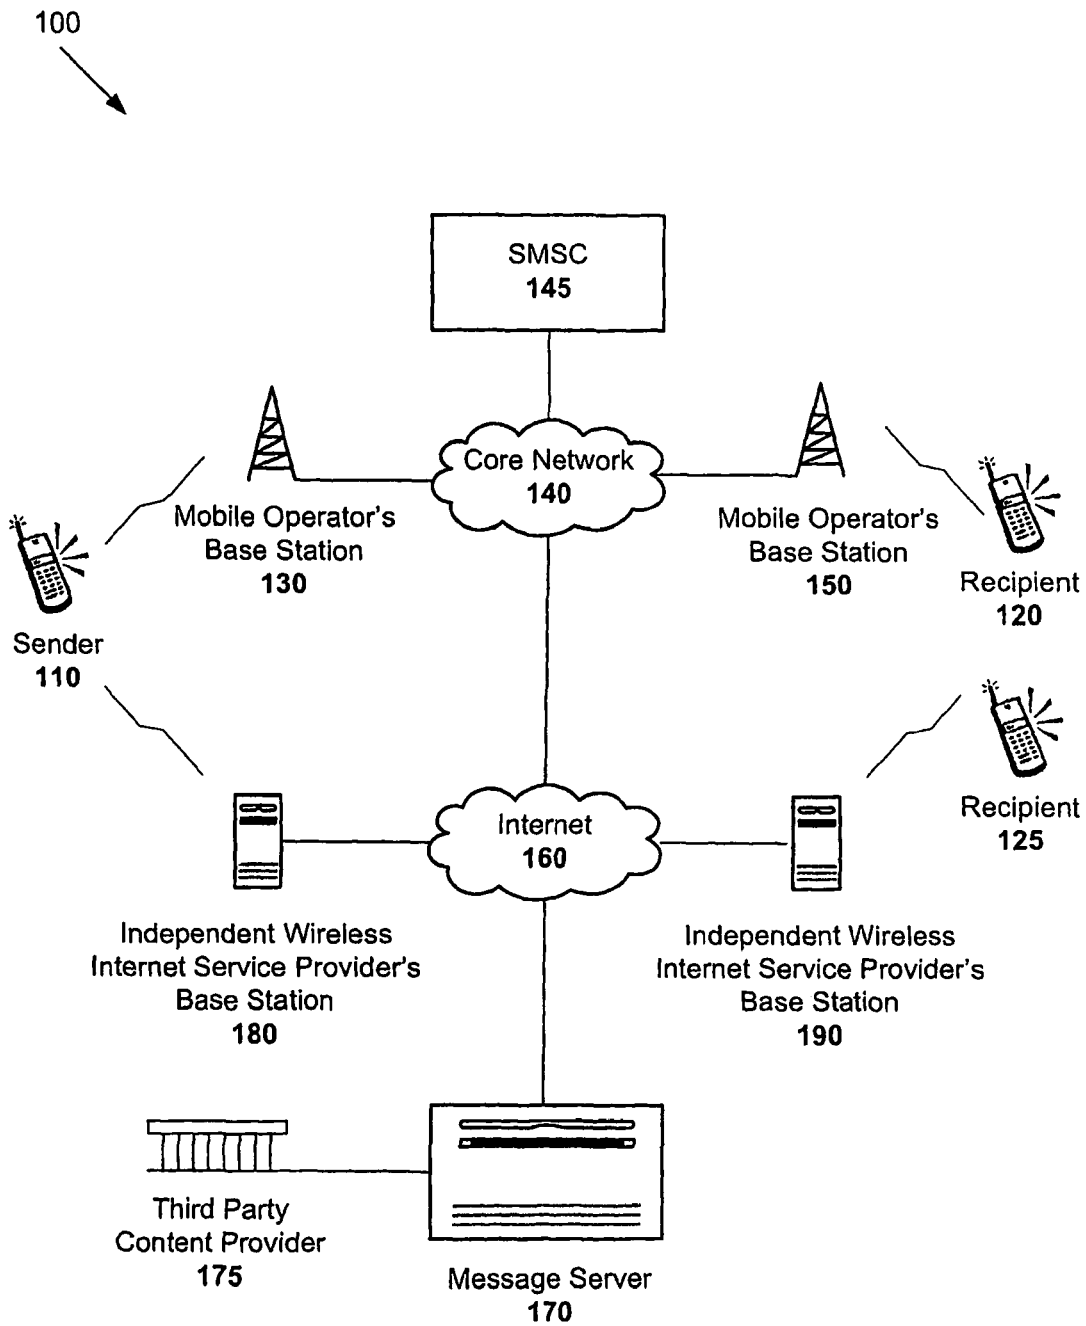 100
SMSC
145
Core Network
140
Mobile Operator's
Base Station
130
Mobile Operator's
Base Station
150
Recipient
120
Sender
110
Recipient
125
Internet
160
Independent Wireless
Internet Service Provider's
Base Station
180
Independent Wireless
Internet Service Provider's
Base Station
190
Third Party
Content Provider
175
Message Server
170